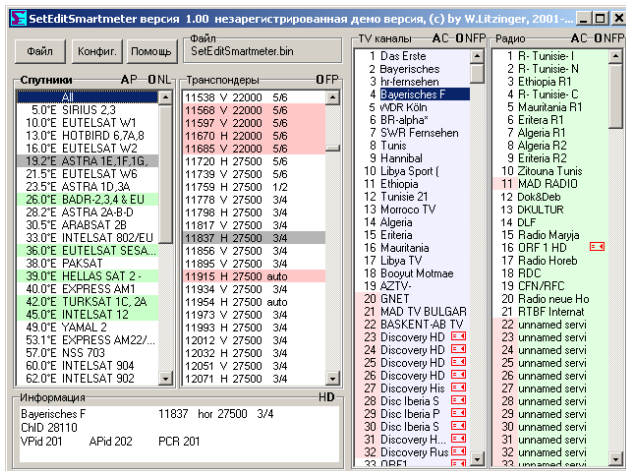 SetEditSmartmeter версия 1.00 незарегистрированная демо версия, (c) by W.Litzinger, 2001-...
Файл Конфиг. Помощь
Файл
SetEditSmartmeter.bin
Спутники A P O N L
All
5.0°E SIRIUS 2,3
10.0°E EUTELSAT W1
13.0°E HOTBIRD 6,7A,8
16.0°E EUTELSAT W2
19.2°E ASTRA 1E,1F,1G,
21.5°E EUTELSAT W6
23.5°E ASTRA 1D,3A
26.0°E BADR-2,3,4 & EU
28.2°E ASTRA 2A-B-D
30.5°E ARABSAT 2B
33.0°E INTELSAT 802/EU
36.0°E EUTELSAT SESA...
38.0°E PAKSAT
39.0°E HELLAS SAT 2 -
40.0°E EXPRESS AM1
42.0°E TURKSAT 1C, 2A
45.0°E INTELSAT 12
49.0°E YAMAL 2
53.1°E EXPRESS AM22/...
57.0°E NSS 703
60.0°E INTELSAT 904
62.0°E INTELSAT 902
Транспондеры O F P
11538 V 22000 5/6
11568 V 22000 5/6
11597 V 22000 5/6
11670 H 22000 5/6
11685 V 22000 5/6
11720 H 27500 5/6
11739 V 27500 5/6
11759 H 27500 1/2
11778 V 27500 3/4
11798 H 27500 3/4
11817 V 27500 3/4
11837 H 27500 3/4
11856 V 27500 3/4
11895 V 27500 3/4
11915 H 27500 auto
11934 V 27500 3/4
11954 H 27500 auto
11973 V 27500 3/4
11993 H 27500 3/4
12012 V 27500 3/4
12032 H 27500 3/4
12051 V 27500 3/4
12071 H 27500 3/4
TV каналы A C O N F P
1 Das Erste
2 Bayerisches
3 hr-fernsehen
4 Bayerisches F
5 WDR Köln
6 BR-alpha*
7 SWR Fernsehen
8 Tunis
9 Hannibal
10 Libya Sport (
11 Ethiopia
12 Tunisie 21
13 Morroco TV
14 Algeria
15 Eriteria
16 Mauritania
17 Libya TV
18 Booyut Motmae
19 AZTV-
20 GNET
21 MAD TV BULGAR
22 BASKENT-AB TV
23 Discovery HD
24 Discovery HD
25 Discovery HD
26 Discovery HD
27 Discovery His
28 Disc Iberia S
29 Disc Iberia P
30 Disc Iberia S
31 Discovery H...
32 Discovery Rus
33 ORF1
Радио A C O N F P
1 R- Tunisie- I
2 R- Tunisie- N
3 Ethiopia R1
4 R- Tunisie- C
5 Mauritania R1
6 Eritera R1
7 Algeria R1
8 Algeria R2
9 Eriteria R2
10 Zitouna Tunis
11 MAD RADIO
12 Dok&Deb
13 DKULTUR
14 DLF
15 Radio Maryja
16 ORF 1 HD
17 Radio Horeb
18 RDC
19 CFN/RFC
20 Radio neue Ho
21 RTBF Internat
22 unnamed servi
23 unnamed servi
24 unnamed servi
25 unnamed servi
26 unnamed servi
27 unnamed servi
28 unnamed servi
29 unnamed servi
30 unnamed servi
31 unnamed servi
32 unnamed servi
33 unnamed servi
Информация HD
Bayerisches F 11837 hor 27500 3/4
ChID 28110
VPid 201 APid 202 PCR 201